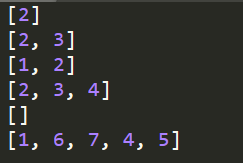 [2]
[2, 3]
[1, 2]
[2, 3, 4]
[]
[1, 6, 7, 4, 5]